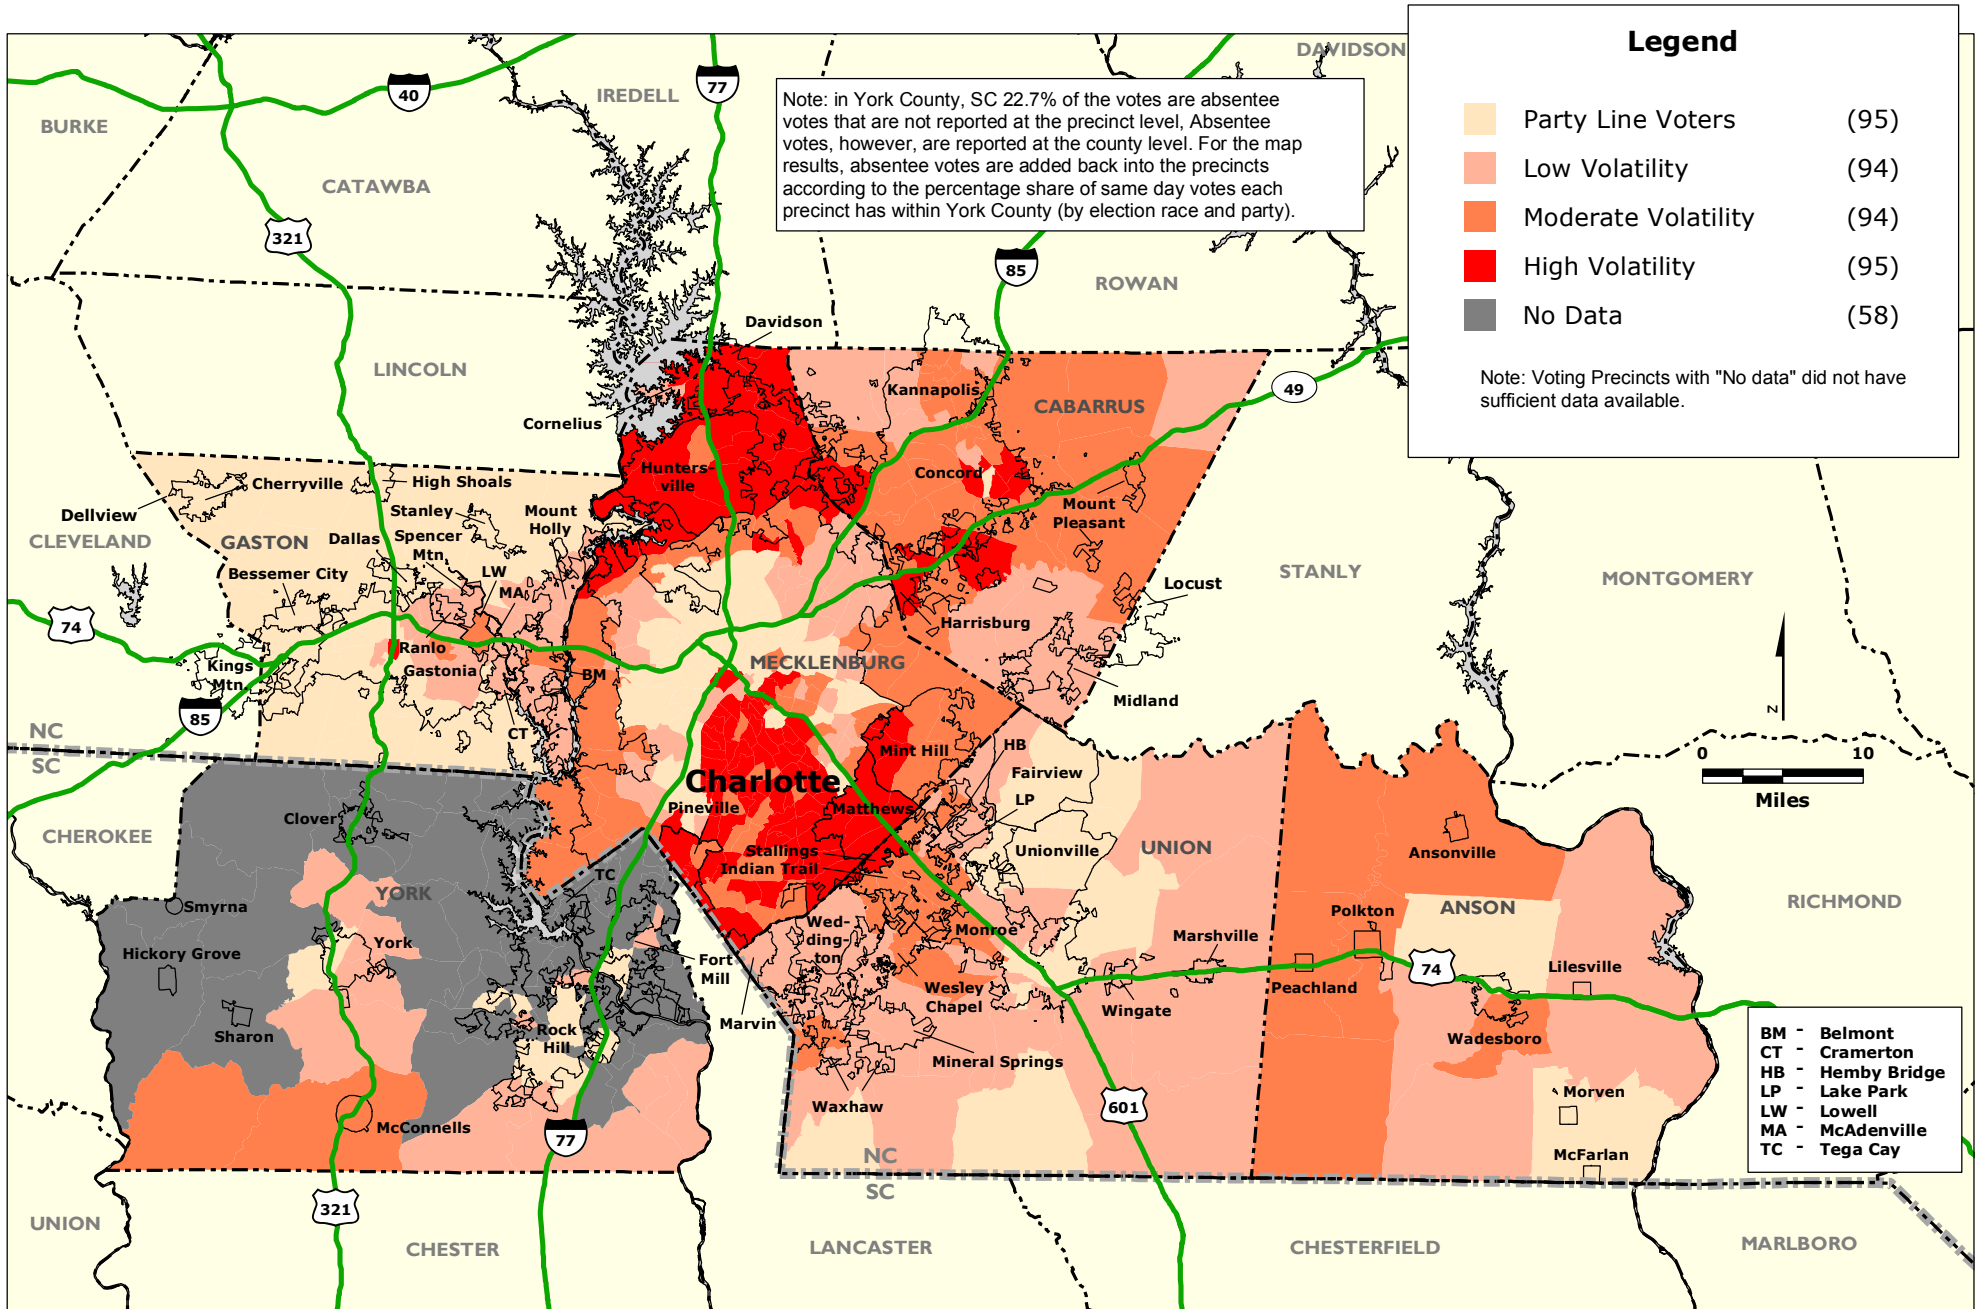 Legend
Party Line Voters (95)
Low Volatility (94)
Moderate Volatility (94)
High Volatility (95)
No Data (58)
Note: Voting Precincts with "No data" did not have
sufficient data available.
Note: in York County, SC 22.7% of the votes are absentee
votes that are not reported at the precinct level, Absentee
votes, however, are reported at the county level. For the map
results, absentee votes are added back into the precincts
according to the percentage share of same day votes each
precinct has within York County (by election race and party).
DAVIDSON
40
77
IREDELL
BURKE
CATAWBA
321
85
ROWAN
Davidson
LINCOLN
Kannapolis
49
CABARRUS
Cornelius
Hunters-
ville
Concord
Cherryville
High Shoals
Dellview
Stanley
Mount
Holly
Mount
Pleasant
CLEVELAND
GASTON
Dallas
Spencer
Mtn.
Bessemer City
LW
MA
STANLY
MONTGOMERY
Locust
74
Harrisburg
Kings
Mtn.
Ranlo
Gastonia
BM
MECKLENBURG
Midland
85
CT
NC
SC
Mint Hill
HB
Fairview
LP
z
0 10
Miles
Charlotte
Pineville
Matthews
CHEROKEE
Clover
Stallings
Indian Trail
Unionville
UNION
Ansonville
TC
YORK
Smyrna
Polkton
ANSON
RICHMOND
Hickory Grove
York
Wed-
ding-
ton
Monroe
Marshville
Fort
Mill
74
Lilesville
Peachland
Wesley
Chapel
Wingate
Sharon
Rock
Hill
Marvin
Wadesboro
Mineral Springs
Waxhaw
601
Morven
McConnells
77
McFarlan
NC
SC
BM - Belmont
CT - Cramerton
HB - Hemby Bridge
LP - Lake Park
LW - Lowell
MA - McAdenville
TC - Tega Cay
321
UNION
CHESTER
LANCASTER
CHESTERFIELD
MARLBORO